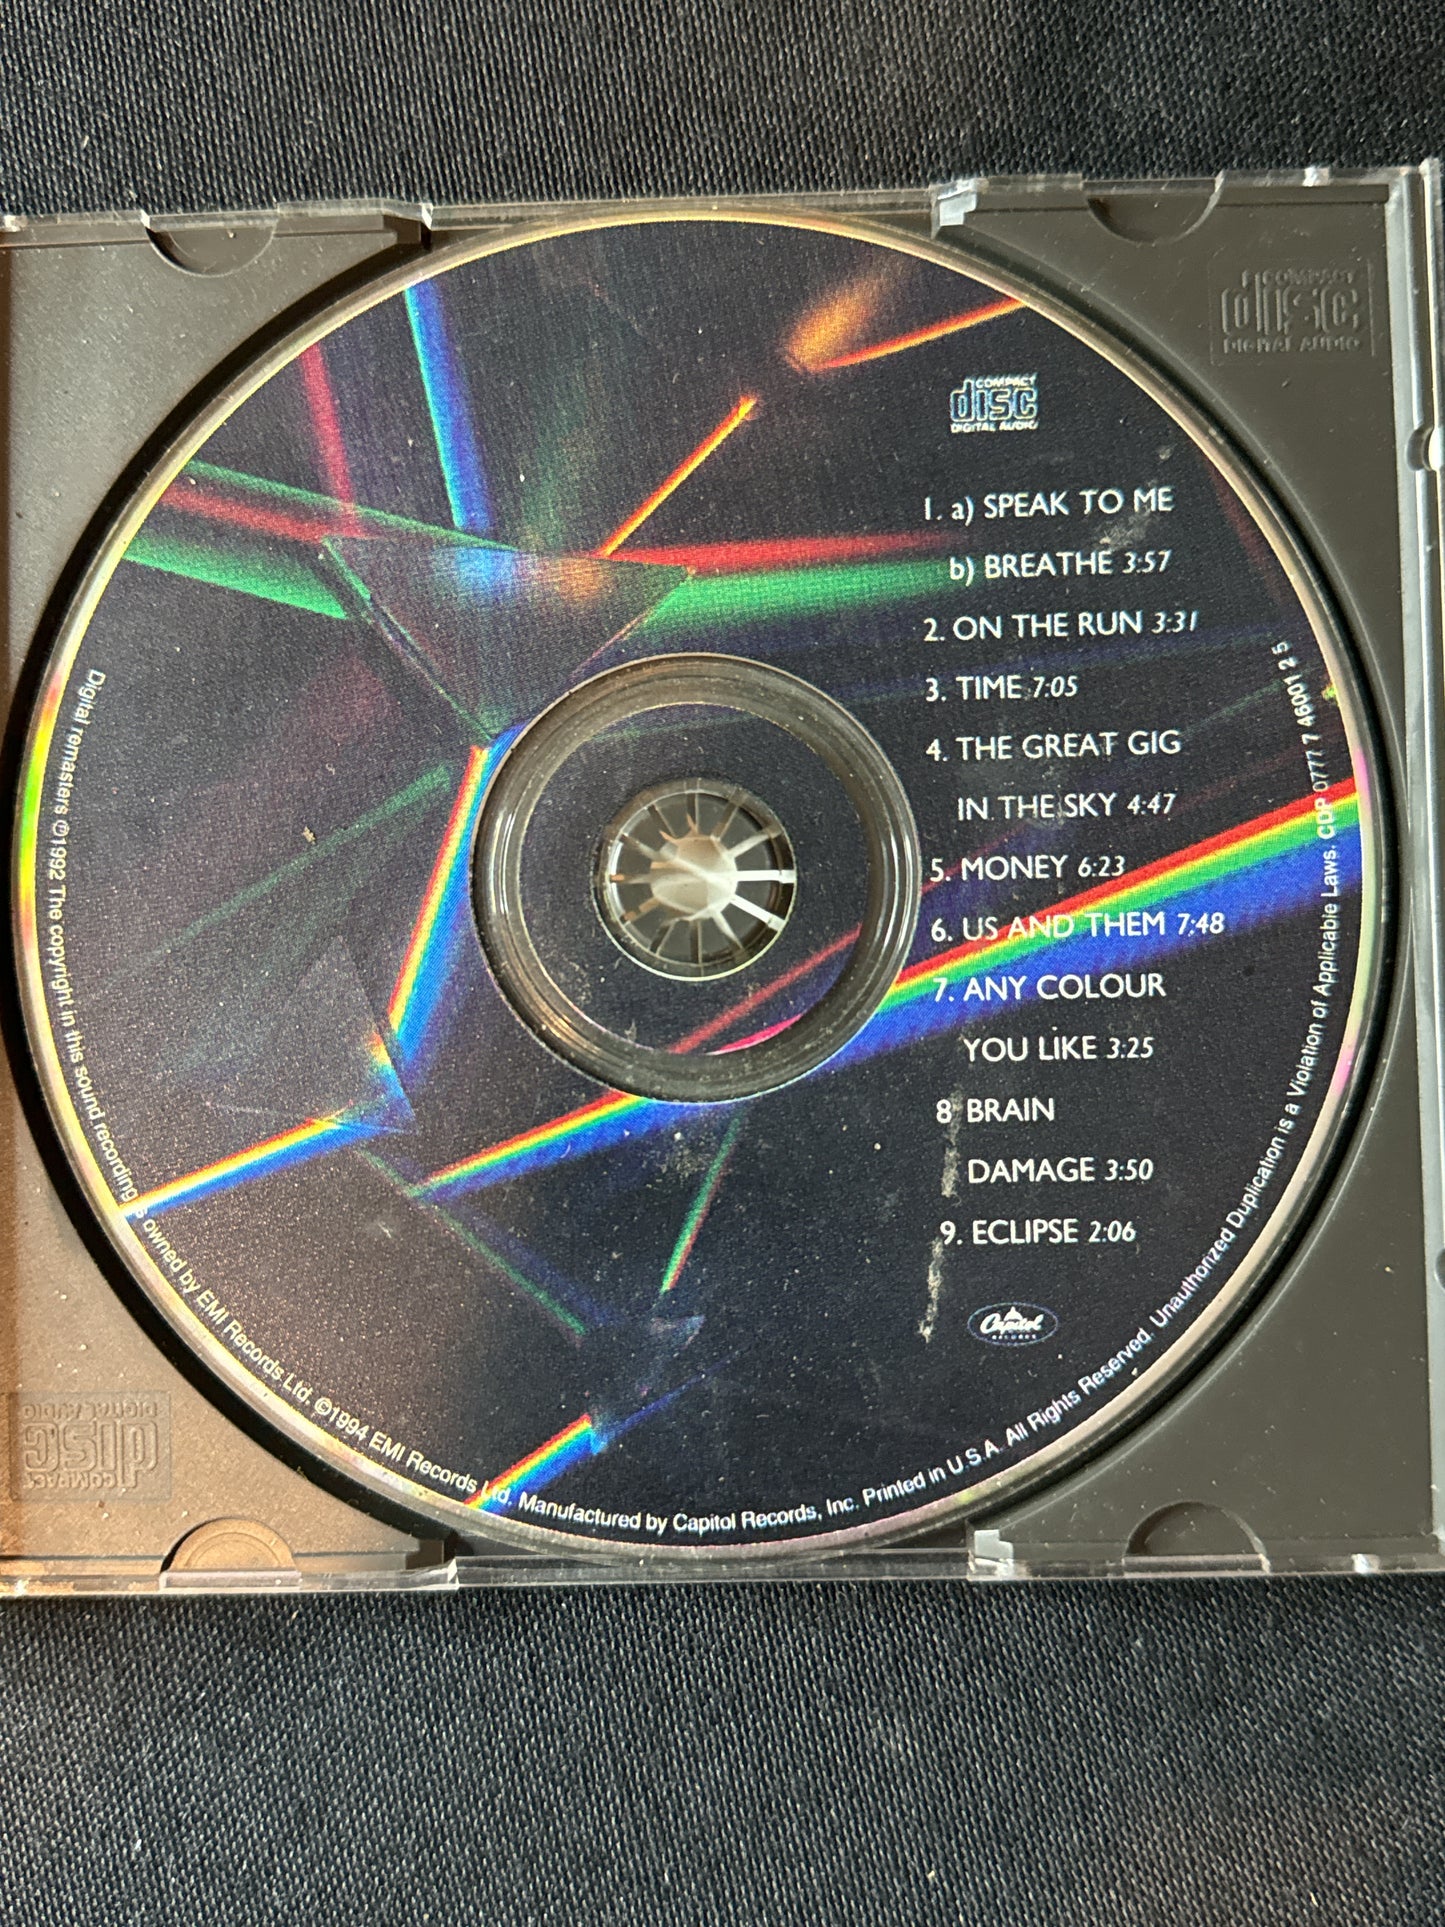 COMPACT
disc
DIGITAL AUDIO
COMPACT
disc
DIGITAL AUDIO
1. a) SPEAK TO ME
b) BREATHE 3:57
2. ON THE RUN 3:31
3. TIME 7:05
4. THE GREAT GIG
IN THE SKY 4:47
5. MONEY 6:23
6. US AND THEM 7:48
7. ANY COLOUR
YOU LIKE 3:25
8 BRAIN
DAMAGE 3:50
9. ECLIPSE 2:06
Capitol
RECORDS
Digital remasters ℗1992 The copyright in this sound recording is owned by EMI Records Ltd. ©1994 EMI Records Ltd. Manufactured by Capitol Records, Inc. Printed in U.S.A. All Rights Reserved. Unauthorized Duplication is a Violation of Applicable Laws. CDP 0777 7 46001 2 5
COMPACT
disc
DIGITAL AUDIO